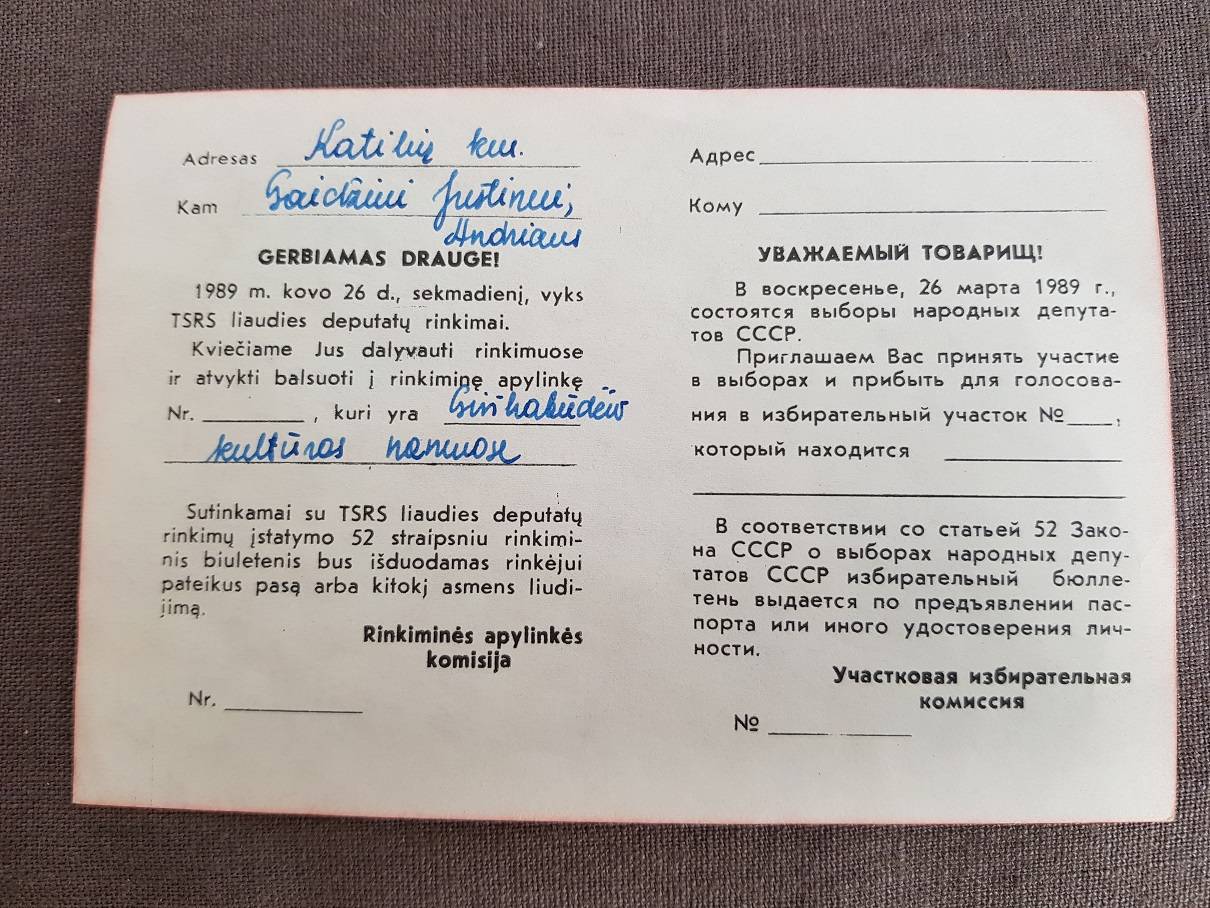 Adresas Katilių km.
Kam Gaidžiui Justinui,
Andriaus
GERBIAMAS DRAUGE!
1989 m. kovo 26 d., sekmadienį, vyks
TSRS liaudies deputatų rinkimai.
Kviečiame Jus dalyvauti rinkimuose
ir atvykti balsuoti į rinkiminę apylinkę
Nr. , kuri yra
kultūros namuose
Sutinkamai su TSRS liaudies deputatų
rinkimų įstatymo 52 straipsniu rinkimi-
nis biuletenis bus išduodamas rinkėjui
pateikus pasą arba kitokį asmens liudi-
jimą.
Rinkiminės apylinkės
komisija
Nr.
Адрес
Кому
УВАЖАЕМЫЙ ТОВАРИЩ!
В воскресенье, 26 марта 1989 г.,
состоятся выборы народных депута-
тов СССР.
Приглашаем Вас принять участие
в выборах и прибыть для голосова-
ния в избирательный участок № ,
который находится
В соответствии со статьей 52 Зако-
на СССР о выборах народных депу-
татов СССР избирательный бюлле-
тень выдается по предъявлении пас-
порта или иного удостоверения лич-
ности.
Участковая избирательная
комиссия
№